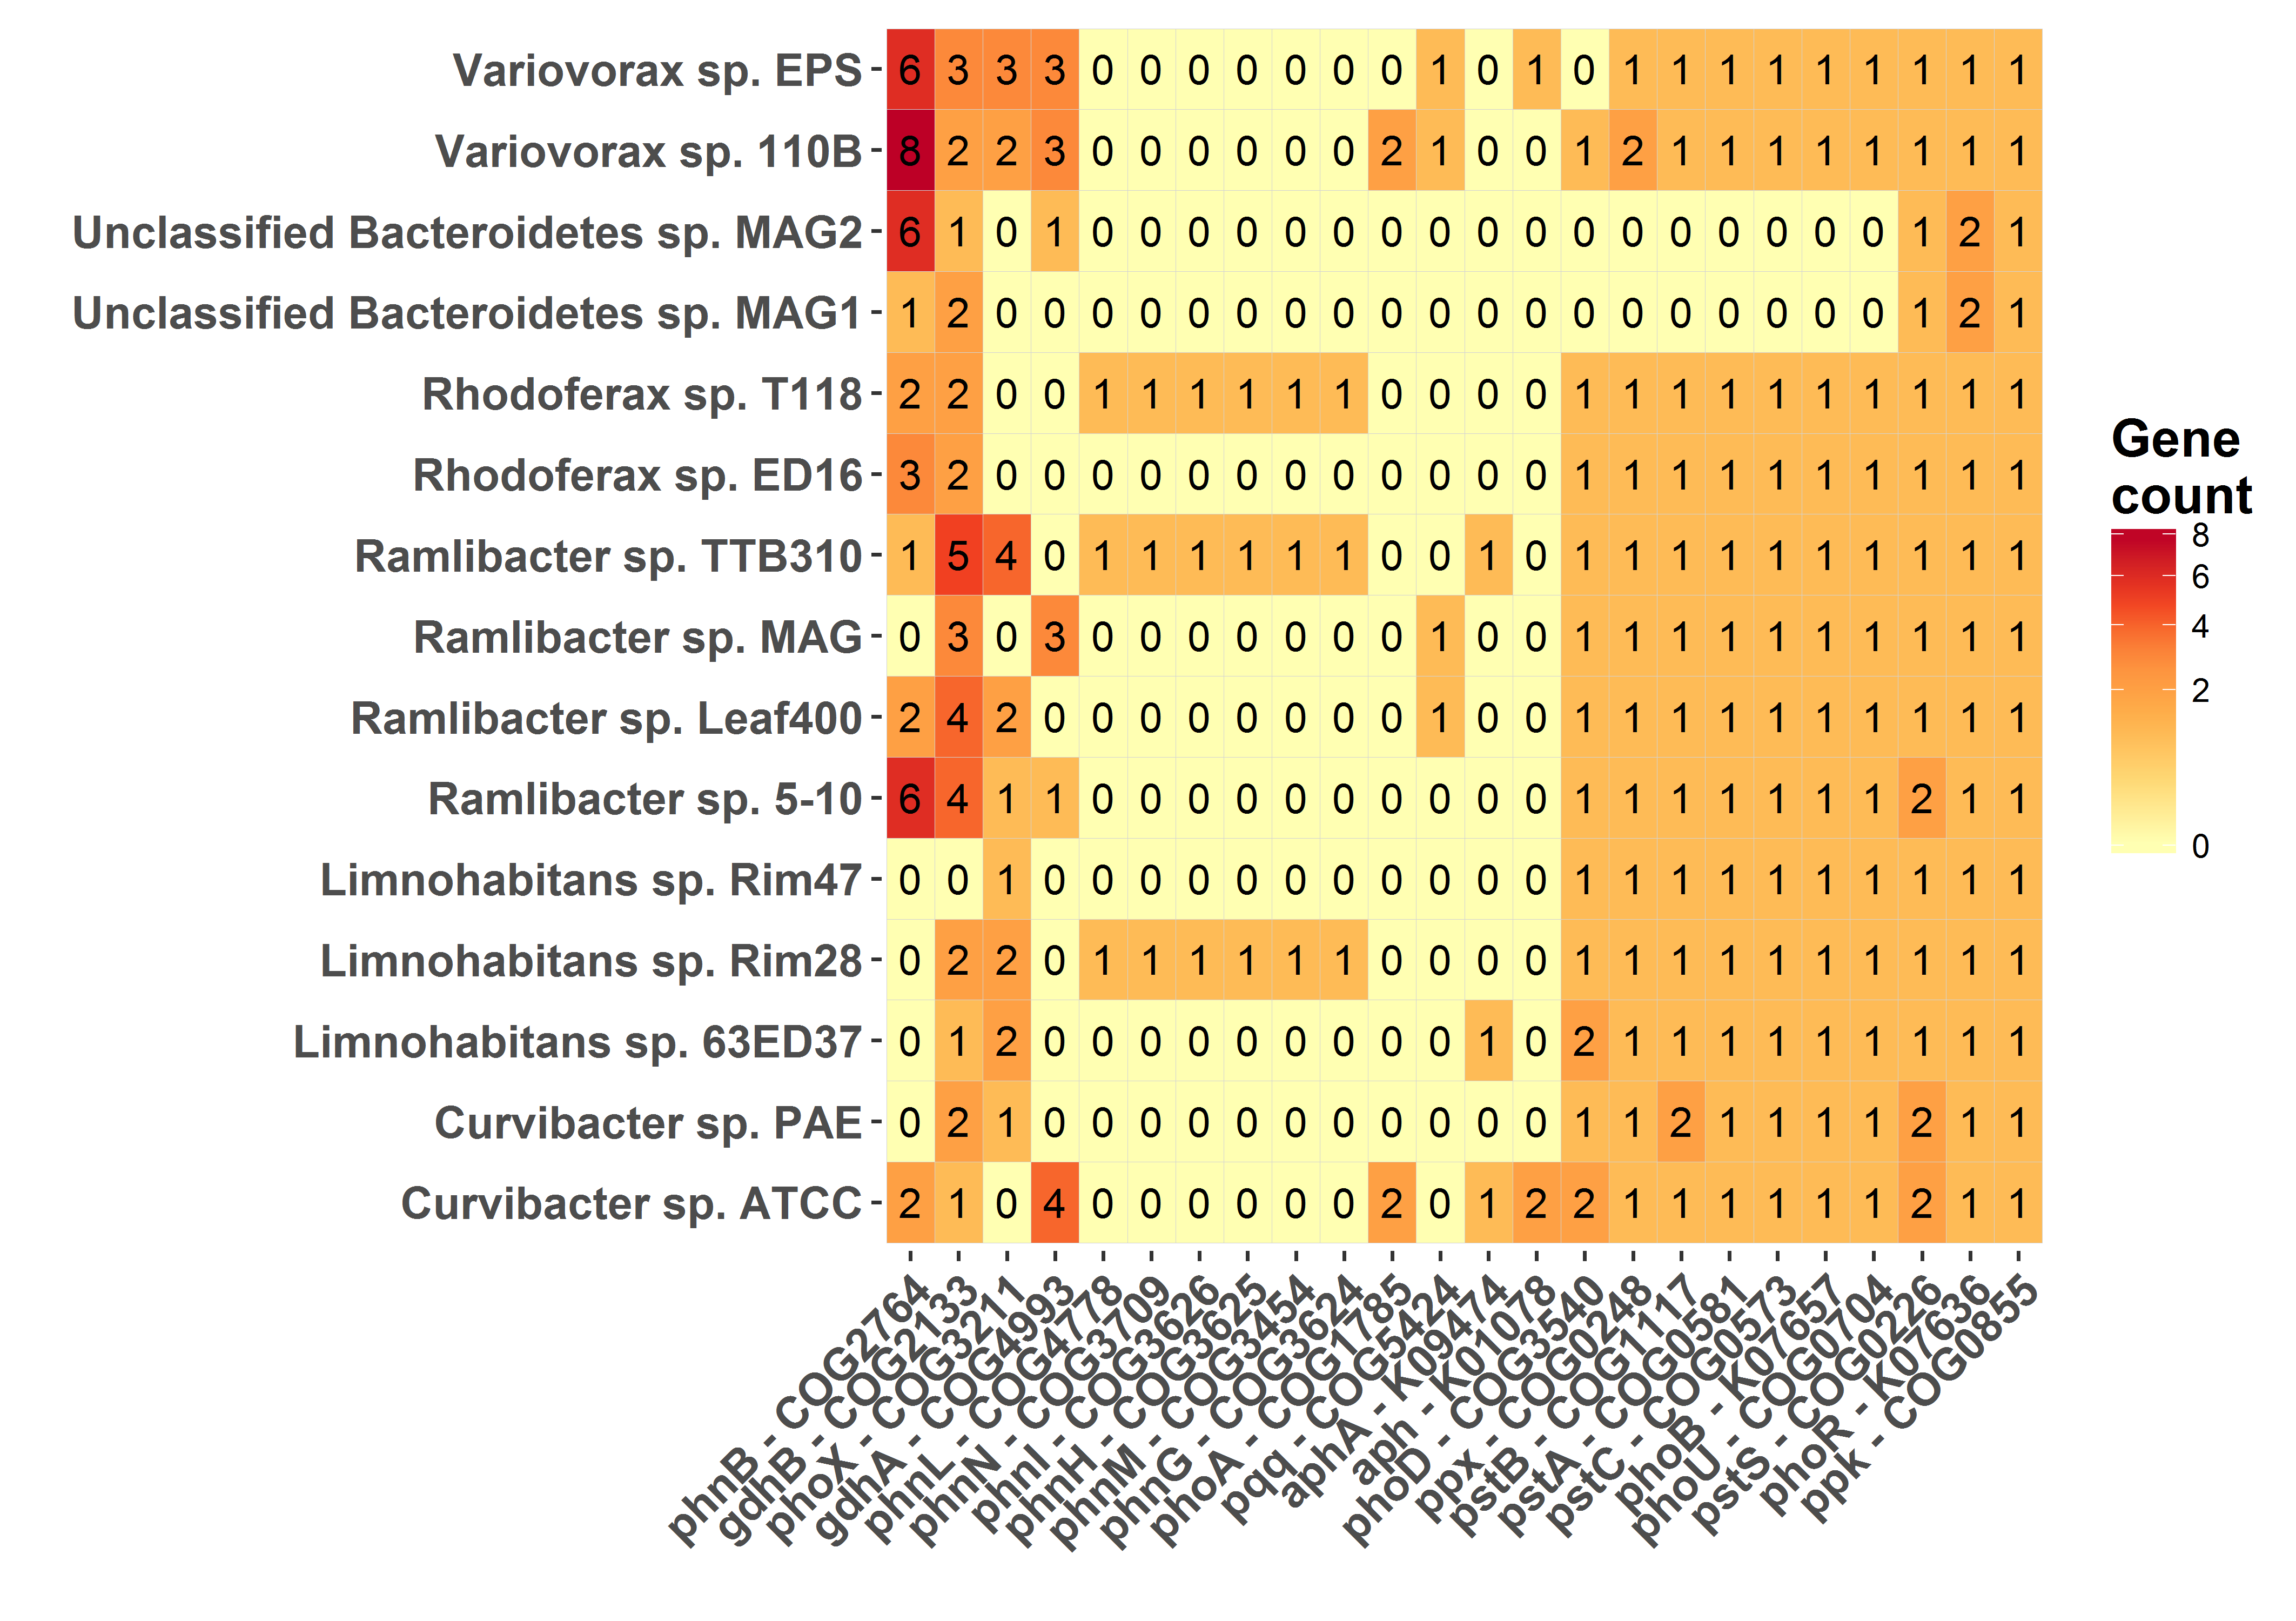 Variovorax sp. EPS 6 3 3 3 0 0 0 0 0 0 0 1 0 1 0 1 1 1 1 1 1 1 1 1
Variovorax sp. 110B 8 2 2 3 0 0 0 0 0 0 2 1 0 0 1 2 1 1 1 1 1 1 1 1
Unclassified Bacteroidetes sp. MAG2 6 1 0 1 0 0 0 0 0 0 0 0 0 0 0 0 0 0 0 0 0 1 2 1
Unclassified Bacteroidetes sp. MAG1 1 2 0 0 0 0 0 0 0 0 0 0 0 0 0 0 0 0 0 0 0 1 2 1
Rhodoferax sp. T118 2 2 0 0 1 1 1 1 1 1 0 0 0 0 1 1 1 1 1 1 1 1 1 1
Rhodoferax sp. ED16 3 2 0 0 0 0 0 0 0 0 0 0 0 0 1 1 1 1 1 1 1 1 1 1
Ramlibacter sp. TTB310 1 5 4 0 1 1 1 1 1 1 0 0 1 0 1 1 1 1 1 1 1 1 1 1
Ramlibacter sp. MAG 0 3 0 3 0 0 0 0 0 0 0 1 0 0 1 1 1 1 1 1 1 1 1 1
Ramlibacter sp. Leaf400 2 4 2 0 0 0 0 0 0 0 0 1 0 0 1 1 1 1 1 1 1 1 1 1
Ramlibacter sp. 5-10 6 4 1 1 0 0 0 0 0 0 0 0 0 0 1 1 1 1 1 1 1 2 1 1
Limnohabitans sp. Rim47 0 0 1 0 0 0 0 0 0 0 0 0 0 0 1 1 1 1 1 1 1 1 1 1
Limnohabitans sp. Rim28 0 2 2 0 1 1 1 1 1 1 0 0 0 0 1 1 1 1 1 1 1 1 1 1
Limnohabitans sp. 63ED37 0 1 2 0 0 0 0 0 0 0 0 0 1 0 2 1 1 1 1 1 1 1 1 1
Curvibacter sp. PAE 0 2 1 0 0 0 0 0 0 0 0 0 0 0 1 1 2 1 1 1 1 2 1 1
Curvibacter sp. ATCC 2 1 0 4 0 0 0 0 0 0 2 0 1 2 2 1 1 1 1 1 1 2 1 1
phnB - COG2764
gdhB - COG2133
phoX - COG3211
gdhA - COG4993
phnL - COG4778
phnN - COG3709
phnI - COG3626
phnH - COG3625
phnM - COG3454
phnG - COG3624
phoA - COG1785
pqq - COG5424
aphA - K09474
aph - K01078
phoD - COG3540
ppx - COG0248
pstB - COG1117
pstA - COG0581
pstC - COG0573
phoB - K07657
phoU - COG0704
pstS - COG0226
phoR - K07636
ppk - COG0855
Gene
count
8
6
4
2
0